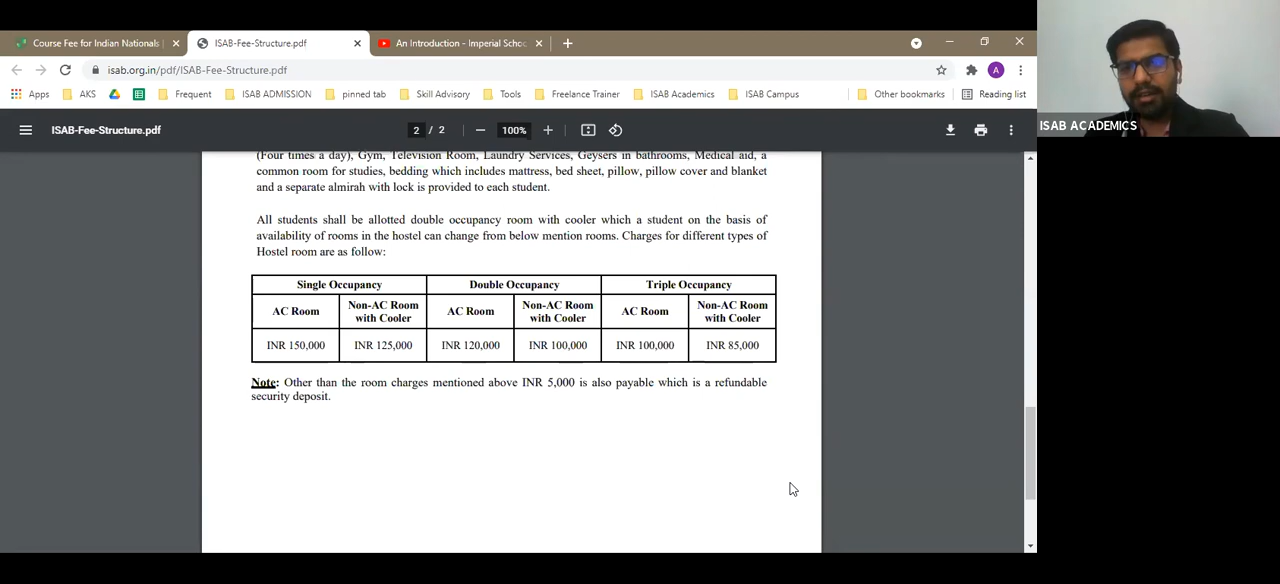 Course Fee for Indian Nationals
ISAB-Fee-Structure.pdf
An Introduction - Imperial Schoo
isab.org.in/pdf/ISAB-Fee-Structure.pdf
A
Apps AKS Frequent ISAB ADMISSION pinned tab Skill Advisory Tools Freelance Trainer ISAB Academics ISAB Campus Other bookmarks Reading list
ISAB-Fee-Structure.pdf 2 / 2 100%
ISAB ACADEMICS
(Four times a day), Gym, Television Room, Laundry Services, Geysers in bathrooms, Medical aid, a
common room for studies, bedding which includes mattress, bed sheet, pillow, pillow cover and blanket
and a separate almirah with lock is provided to each student.
All students shall be allotted double occupancy room with cooler which a student on the basis of
availability of rooms in the hostel can change from below mention rooms. Charges for different types of
Hostel room are as follow:
Single Occupancy Double Occupancy Triple Occupancy
AC Room Non-AC Room with Cooler AC Room Non-AC Room with Cooler AC Room Non-AC Room with Cooler
INR 150,000 INR 125,000 INR 120,000 INR 100,000 INR 100,000 INR 85,000
Note: Other than the room charges mentioned above INR 5,000 is also payable which is a refundable
security deposit.